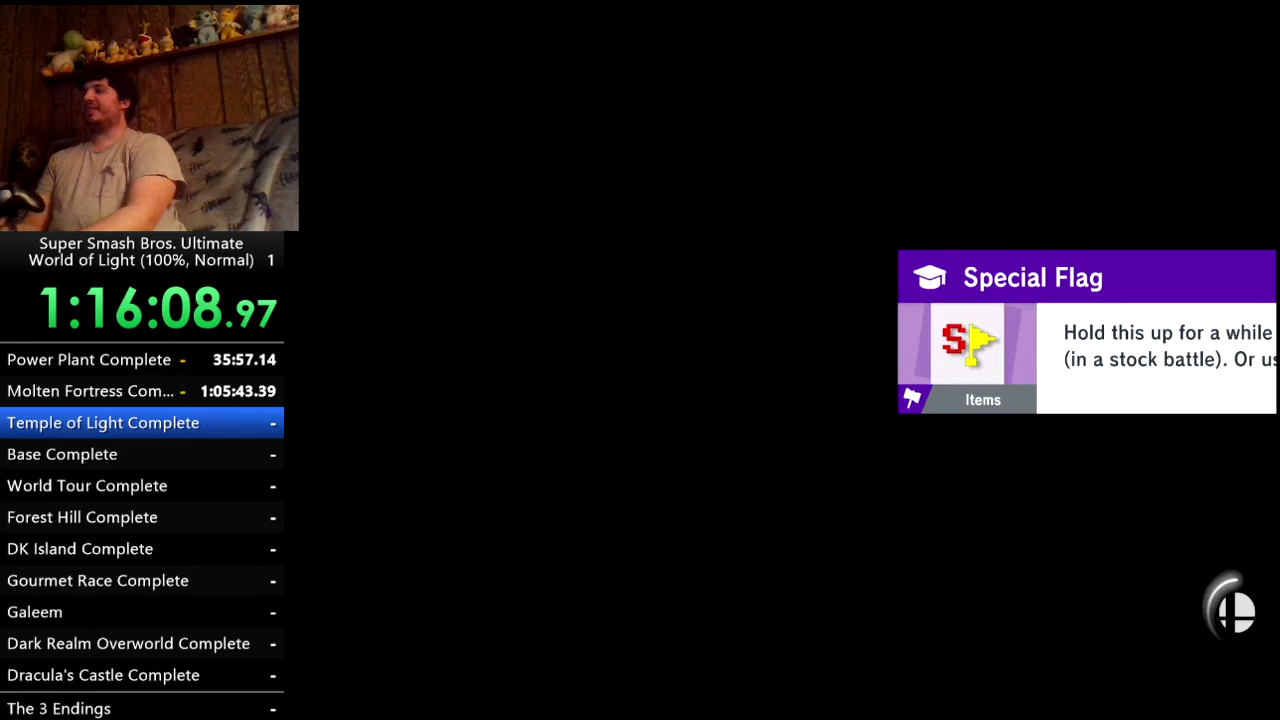 Super Smash Bros. Ultimate
World of Light (100%, Normal) 1
1:16:08.97
Power Plant Complete - 35:57.14
Molten Fortress Com... - 1:05:43.39
Temple of Light Complete -
Base Complete -
World Tour Complete -
Forest Hill Complete -
DK Island Complete -
Gourmet Race Complete -
Galeem -
Dark Realm Overworld Complete -
Dracula's Castle Complete -
The 3 Endings -
Special Flag
S
Hold this up for a while
(in a stock battle). Or us
Items